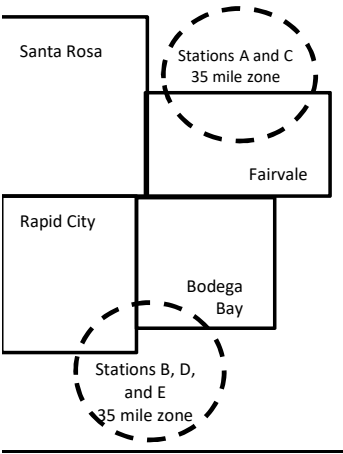 Santa Rosa
Stations A and C
35 mile zone
Fairvale
Rapid City
Bodega
Bay
Stations B, D,
and E
35 mile zone